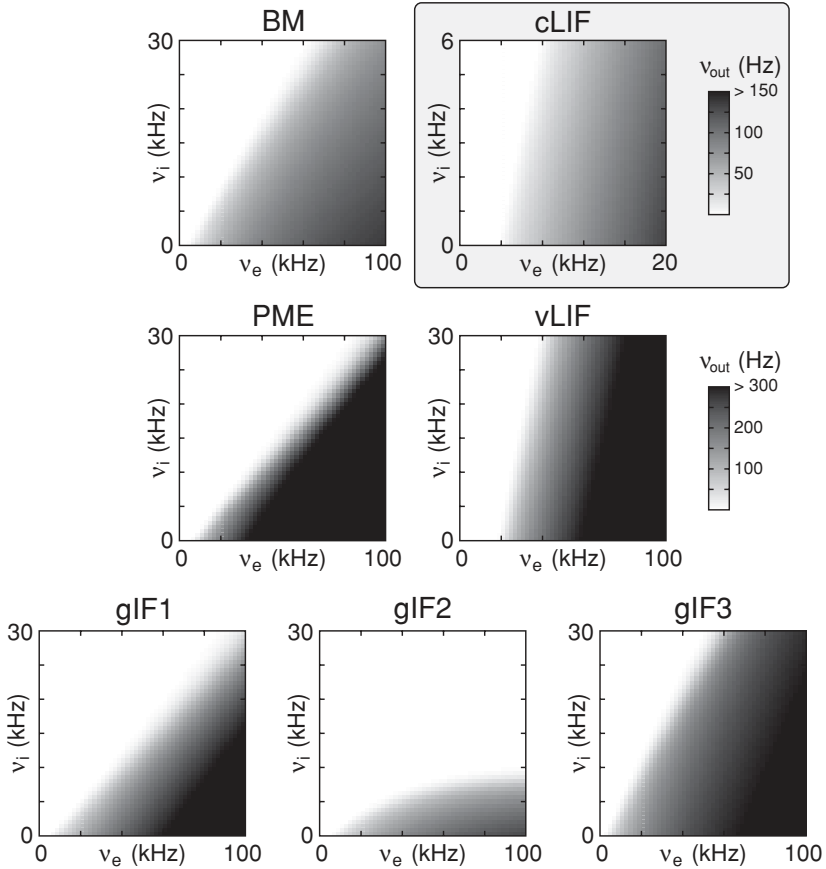 BM
30
ν_i (kHz)
0
0
ν_e (kHz)
100
cLIF
6
ν_i (kHz)
0
0
ν_e (kHz)
20
ν_out (Hz)
> 150
100
50
PME
30
ν_i (kHz)
0
0
ν_e (kHz)
100
vLIF
30
ν_i (kHz)
0
0
ν_e (kHz)
100
ν_out (Hz)
> 300
200
100
gIF1
30
ν_i (kHz)
0
0
ν_e (kHz)
100
gIF2
30
ν_i (kHz)
0
0
ν_e (kHz)
100
gIF3
30
ν_i (kHz)
0
0
ν_e (kHz)
100